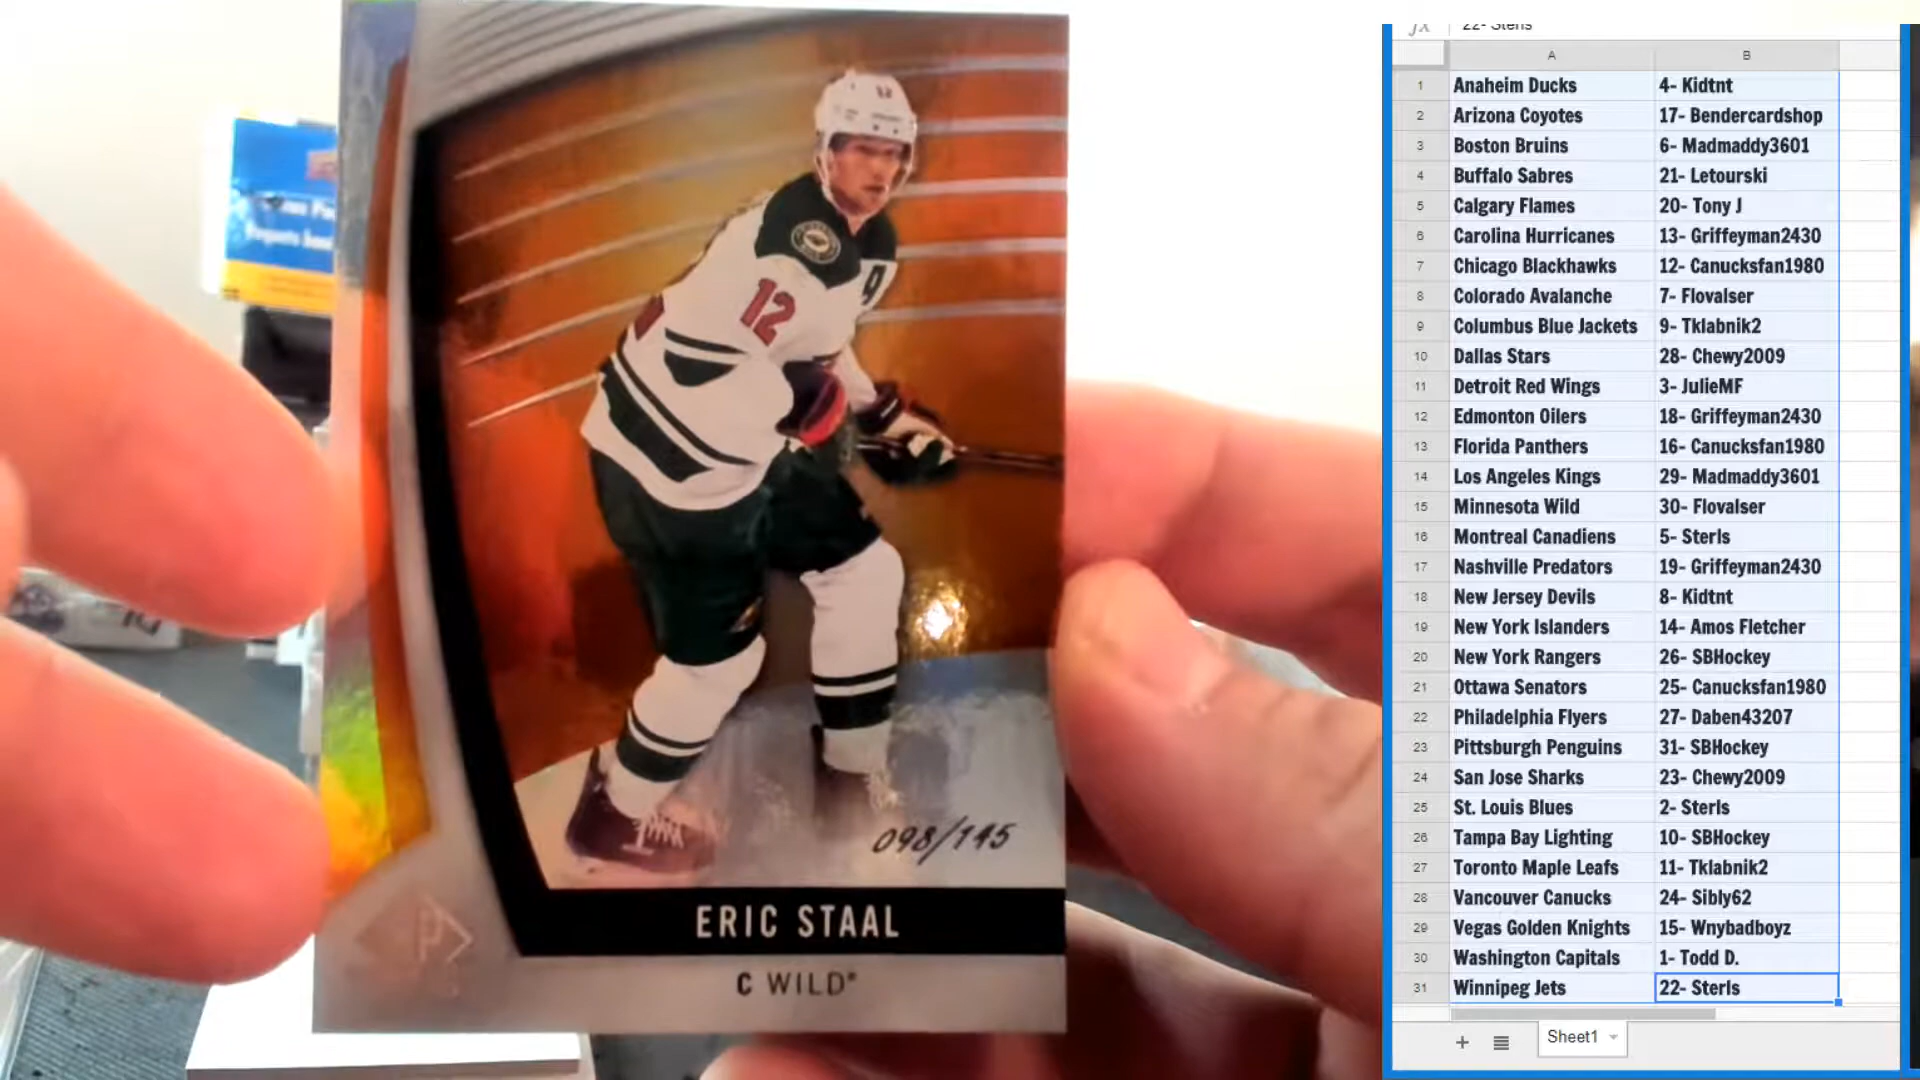 12
12
A
098/145
ERIC STAAL
C WILD
22- Sterls
A B
1 Anaheim Ducks 4- Kidtnt
2 Arizona Coyotes 17- Bendercardshop
3 Boston Bruins 6- Madmaddy3601
4 Buffalo Sabres 21- Letourski
5 Calgary Flames 20- Tony J
6 Carolina Hurricanes 13- Griffeyman2430
7 Chicago Blackhawks 12- Canucksfan1980
8 Colorado Avalanche 7- Flovalser
9 Columbus Blue Jackets 9- Tklabnik2
10 Dallas Stars 28- Chewy2009
11 Detroit Red Wings 3- JulieMF
12 Edmonton Oilers 18- Griffeyman2430
13 Florida Panthers 16- Canucksfan1980
14 Los Angeles Kings 29- Madmaddy3601
15 Minnesota Wild 30- Flovalser
16 Montreal Canadiens 5- Sterls
17 Nashville Predators 19- Griffeyman2430
18 New Jersey Devils 8- Kidtnt
19 New York Islanders 14- Amos Fletcher
20 New York Rangers 26- SBHockey
21 Ottawa Senators 25- Canucksfan1980
22 Philadelphia Flyers 27- Daben43207
23 Pittsburgh Penguins 31- SBHockey
24 San Jose Sharks 23- Chewy2009
25 St. Louis Blues 2- Sterls
26 Tampa Bay Lighting 10- SBHockey
27 Toronto Maple Leafs 11- Tklabnik2
28 Vancouver Canucks 24- Sibly62
29 Vegas Golden Knights 15- Wnybadboyz
30 Washington Capitals 1- Todd D.
31 Winnipeg Jets 22- Sterls
Sheet1